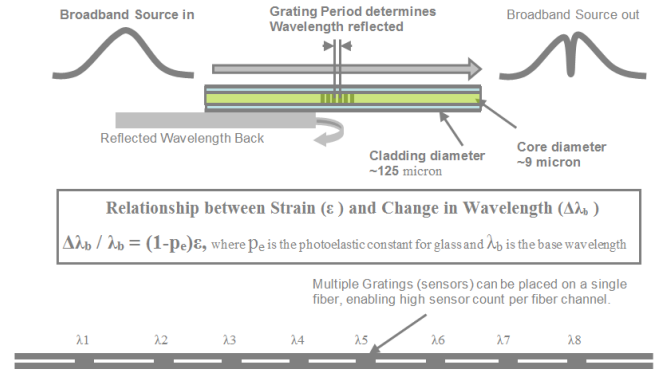 Broadband Source in
Grating Period determines
Wavelength reflected
Broadband Source out
Reflected Wavelength Back
Cladding diameter
~125 micron
Core diameter
~9 micron
Relationship between Strain (ε ) and Change in Wavelength (Δλb )
Δλb / λb = (1-pe)ε, where pe is the photoelastic constant for glass and λb is the base wavelength
Multiple Gratings (sensors) can be placed on a single
fiber, enabling high sensor count per fiber channel.
λ1 λ2 λ3 λ4 λ5 λ6 λ7 λ8